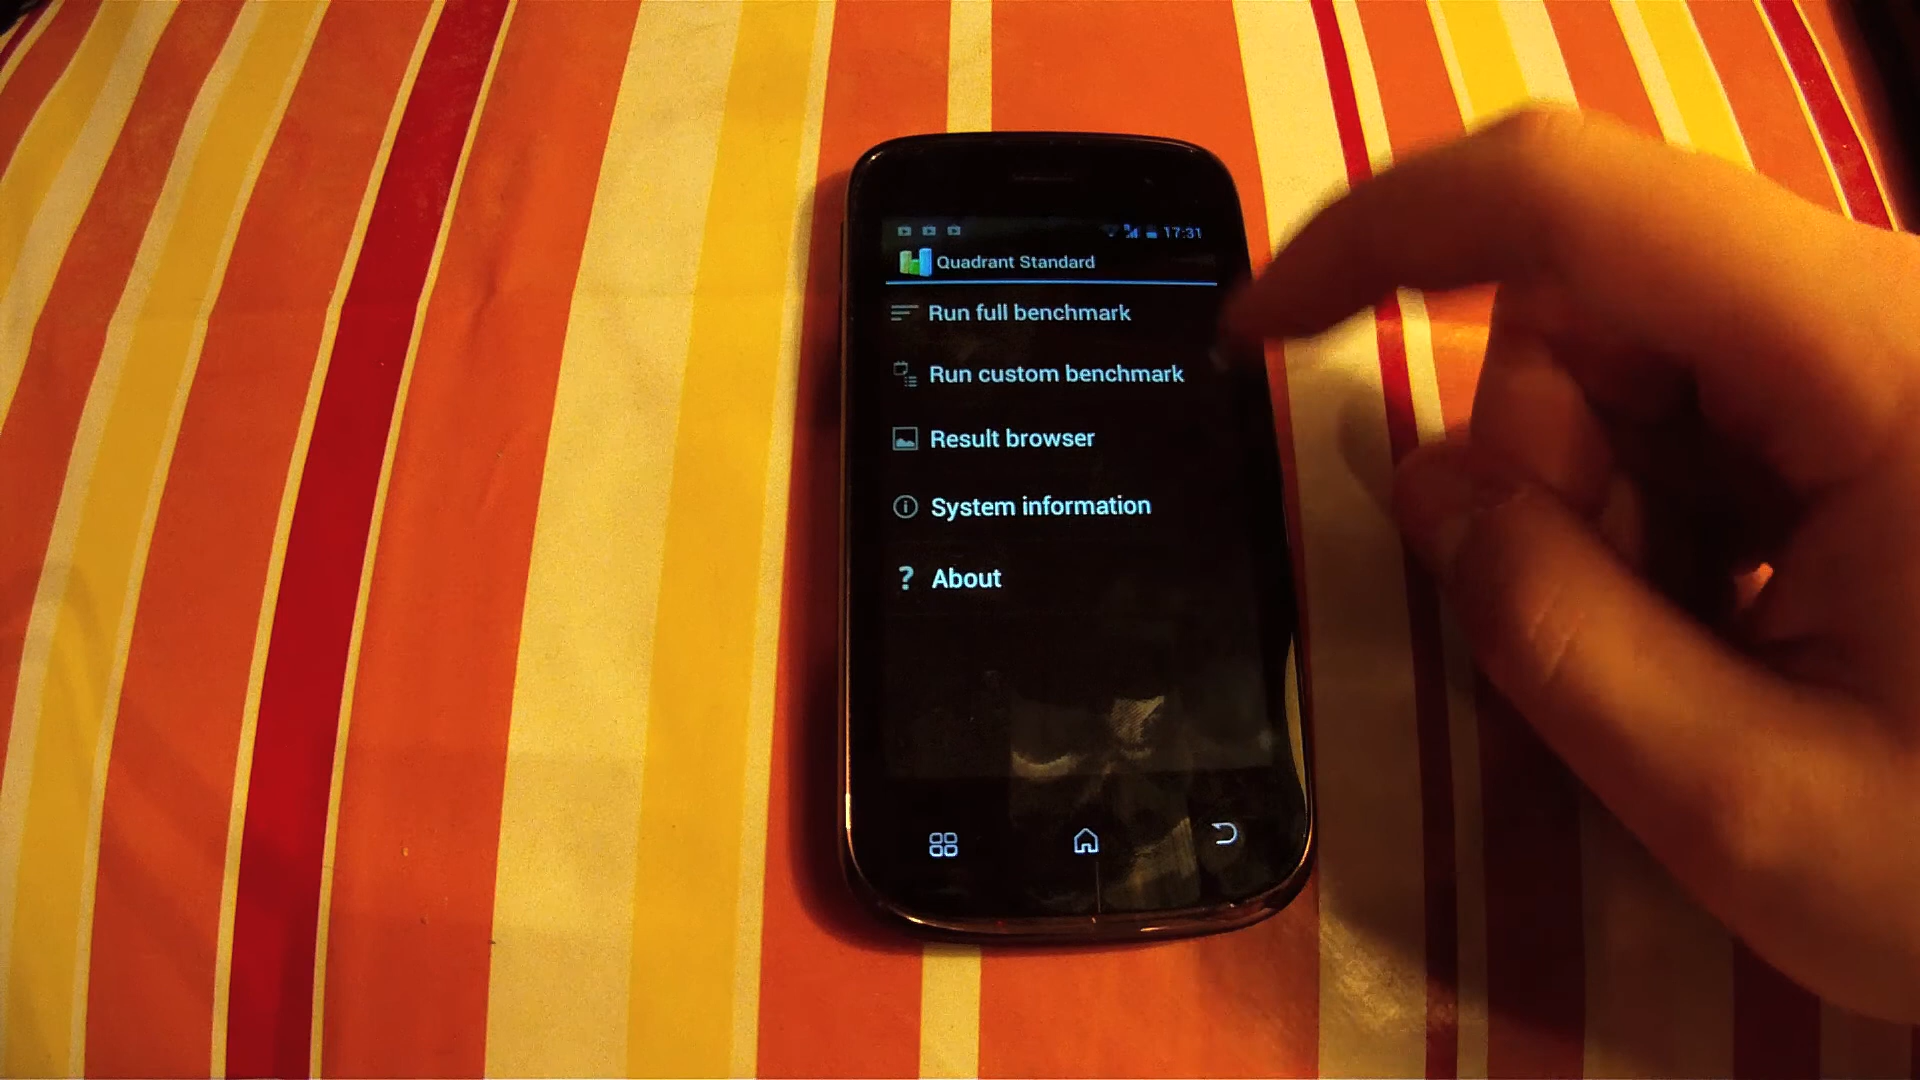 17:31
Quadrant Standard
Run full benchmark
Run custom benchmark
Result browser
System information
? About